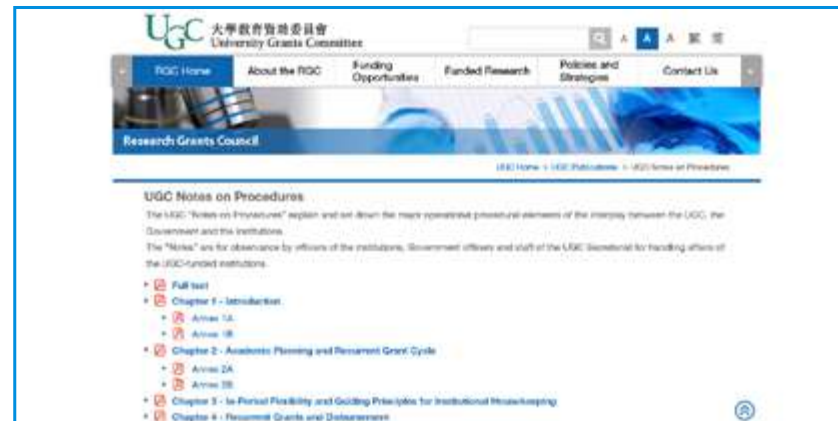 UGC 大學教育資助委員會
University Grants Committee
A A A 繁 简
RGC Home
About the RGC
Funding
Opportunities
Funded Research
Policies and
Strategies
Contact Us
Research Grants Council
UGC Home > UGC Publications > UGC Notes on Procedures
UGC Notes on Procedures
The UGC "Notes on Procedures" explain and set down the major operational procedural elements of the interplay between the UGC, the
Government and the institutions.
The "Notes" are for observance by officers of the institutions, Government officers and staff of the UGC Secretariat for handling affairs of
the UGC-funded institutions.
Full text
Chapter 1 - Introduction
Annex 1A
Annex 1B
Chapter 2 - Academic Planning and Recurrent Grant Cycle
Annex 2A
Annex 2B
Chapter 3 - In-Period Flexibility and Guiding Principles for Institutional Housekeeping
Chapter 4 - Recurrent Grants and Disbursement